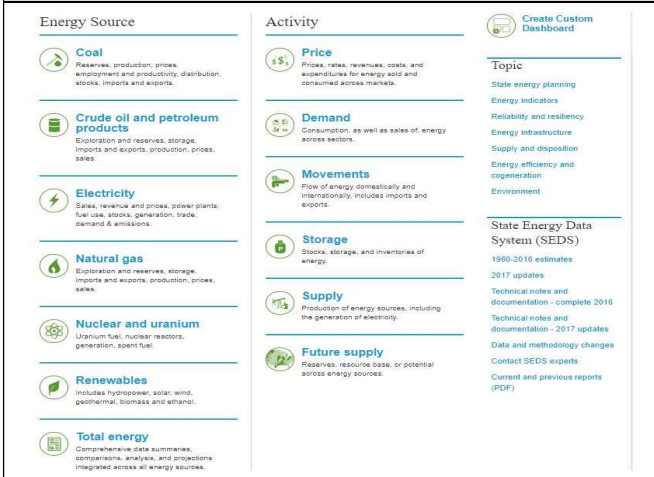 Energy Source
Coal
Reserves, production, prices,
employment and productivity, distribution,
stocks, imports and exports.
Crude oil and petroleum
products
Exploration and reserves, storage,
imports and exports, production, prices,
sales.
Electricity
Sales, revenue and prices, power plants,
fuel use, stocks, generation, trade,
demand & emissions.
Natural gas
Exploration and reserves, storage,
imports and exports, production, prices,
sales.
Nuclear and uranium
Uranium fuel, nuclear reactors,
generation, spent fuel.
Renewables
Includes hydropower, solar, wind,
geothermal, biomass and ethanol.
Total energy
Comprehensive data summaries,
comparisons, analysis, and projections
integrated across all energy sources.
Activity
Price
Prices, rates, revenues, costs, and
expenditures for energy sold and
consumed across markets.
Demand
Consumption, as well as sales of, energy
across sectors.
Movements
Flow of energy domestically and
internationally, includes imports and
exports.
Storage
Stocks, storage, and inventories of
energy.
Supply
Production of energy sources, including
the generation of electricity.
Future supply
Reserves, resource base, or potential
across energy sources.
Create Custom
Dashboard
Topic
State energy planning
Energy indicators
Reliability and resiliency
Energy infrastructure
Supply and disposition
Energy efficiency and
cogeneration
Environment
State Energy Data
System (SEDS)
1960-2016 estimates
2017 updates
Technical notes and
documentation - complete 2016
Technical notes and
documentation - 2017 updates
Data and methodology changes
Contact SEDS experts
Current and previous reports
(PDF)